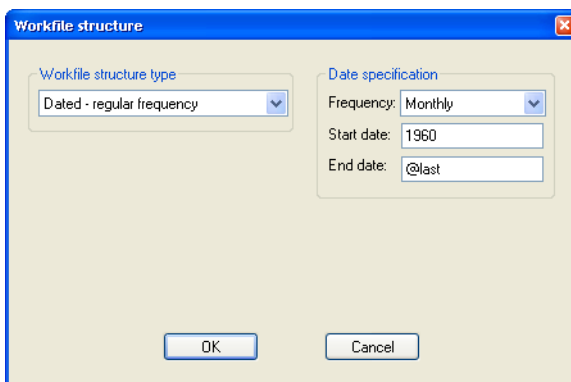 Workfile structure
Workfile structure type
Dated - regular frequency
Date specification
Frequency: Monthly
Start date: 1960
End date: @last
OK
Cancel